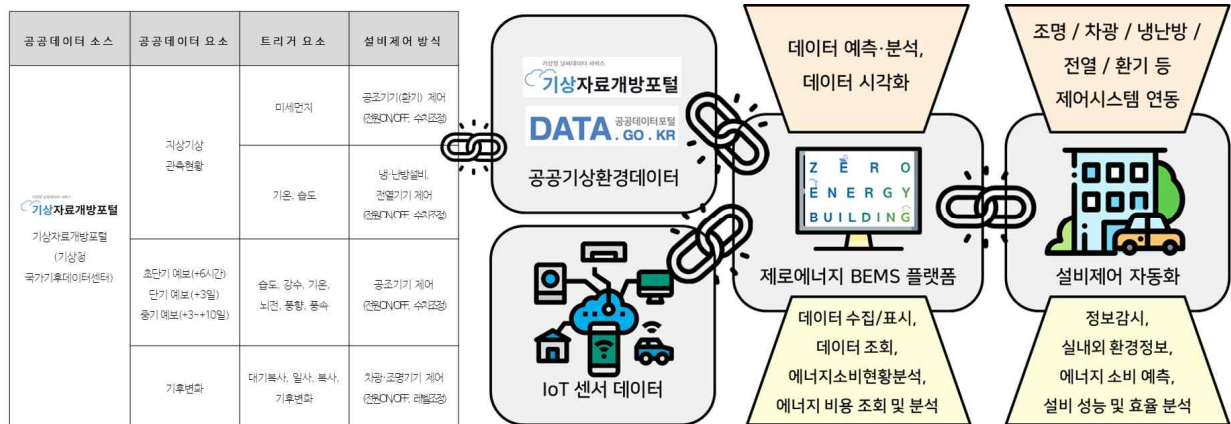 공공데이터 소스
공공데이터 요소
트리거 요소
설비제어 방식
기상자료개방포털
기상자료개방포털
(기상청
국가기후데이터센터)
지상기상
관측현황
미세먼지
공조기기(환기) 제어
(전원ON/OFF, 수치조정)
기온, 습도
냉·난방설비,
전열기기 제어
(전원ON/OFF, 수치조정)
초단기 예보(+6시간)
단기 예보(+3일)
중기 예보(+3~+10일)
습도, 강수, 기온,
뇌전, 풍향, 풍속
공조기기 제어
(전원ON/OFF, 수치조정)
기후변화
대기복사, 일사, 복사,
기후변화
차광·조명기기 제어
(전원ON/OFF, 레벨조정)
기상청 날씨데이터 서비스
기상자료개방포털
DATA 공공데이터포털
.GO.KR
공공기상환경데이터
IoT 센서 데이터
데이터 예측·분석,
데이터 시각화
ZERO
ENERGY
BUILDING
제로에너지 BEMS 플랫폼
데이터 수집/표시,
데이터 조회,
에너지소비현황분석,
에너지 비용 조회 및 분석
조명 / 차광 / 냉난방 /
전열 / 환기 등
제어시스템 연동
설비제어 자동화
정보감시,
실내외 환경정보,
에너지 소비 예측,
설비 성능 및 효율 분석